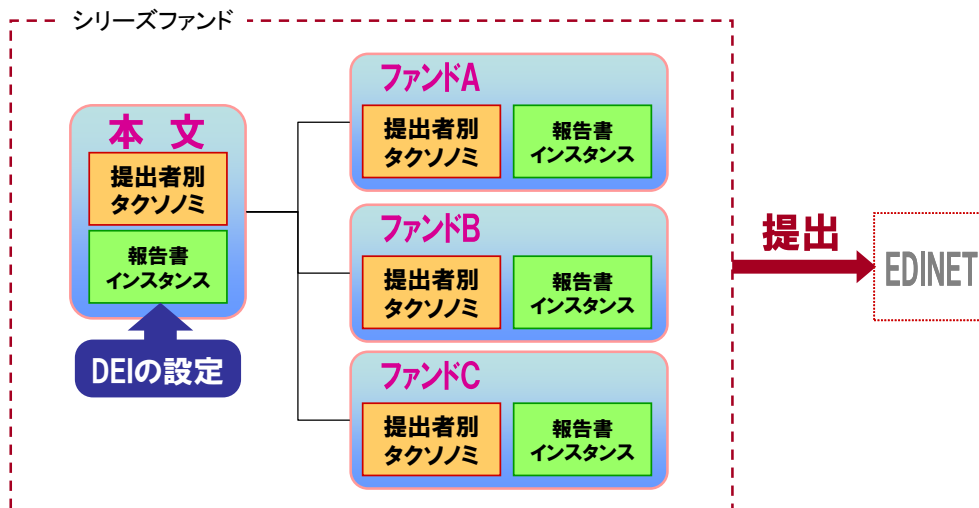 シリーズファンド
本 文
提出者別
タクソノミ
報告書
インスタンス
DEIの設定
ファンドA
提出者別
タクソノミ
報告書
インスタンス
ファンドB
提出者別
タクソノミ
報告書
インスタンス
ファンドC
提出者別
タクソノミ
報告書
インスタンス
提出
EDINET